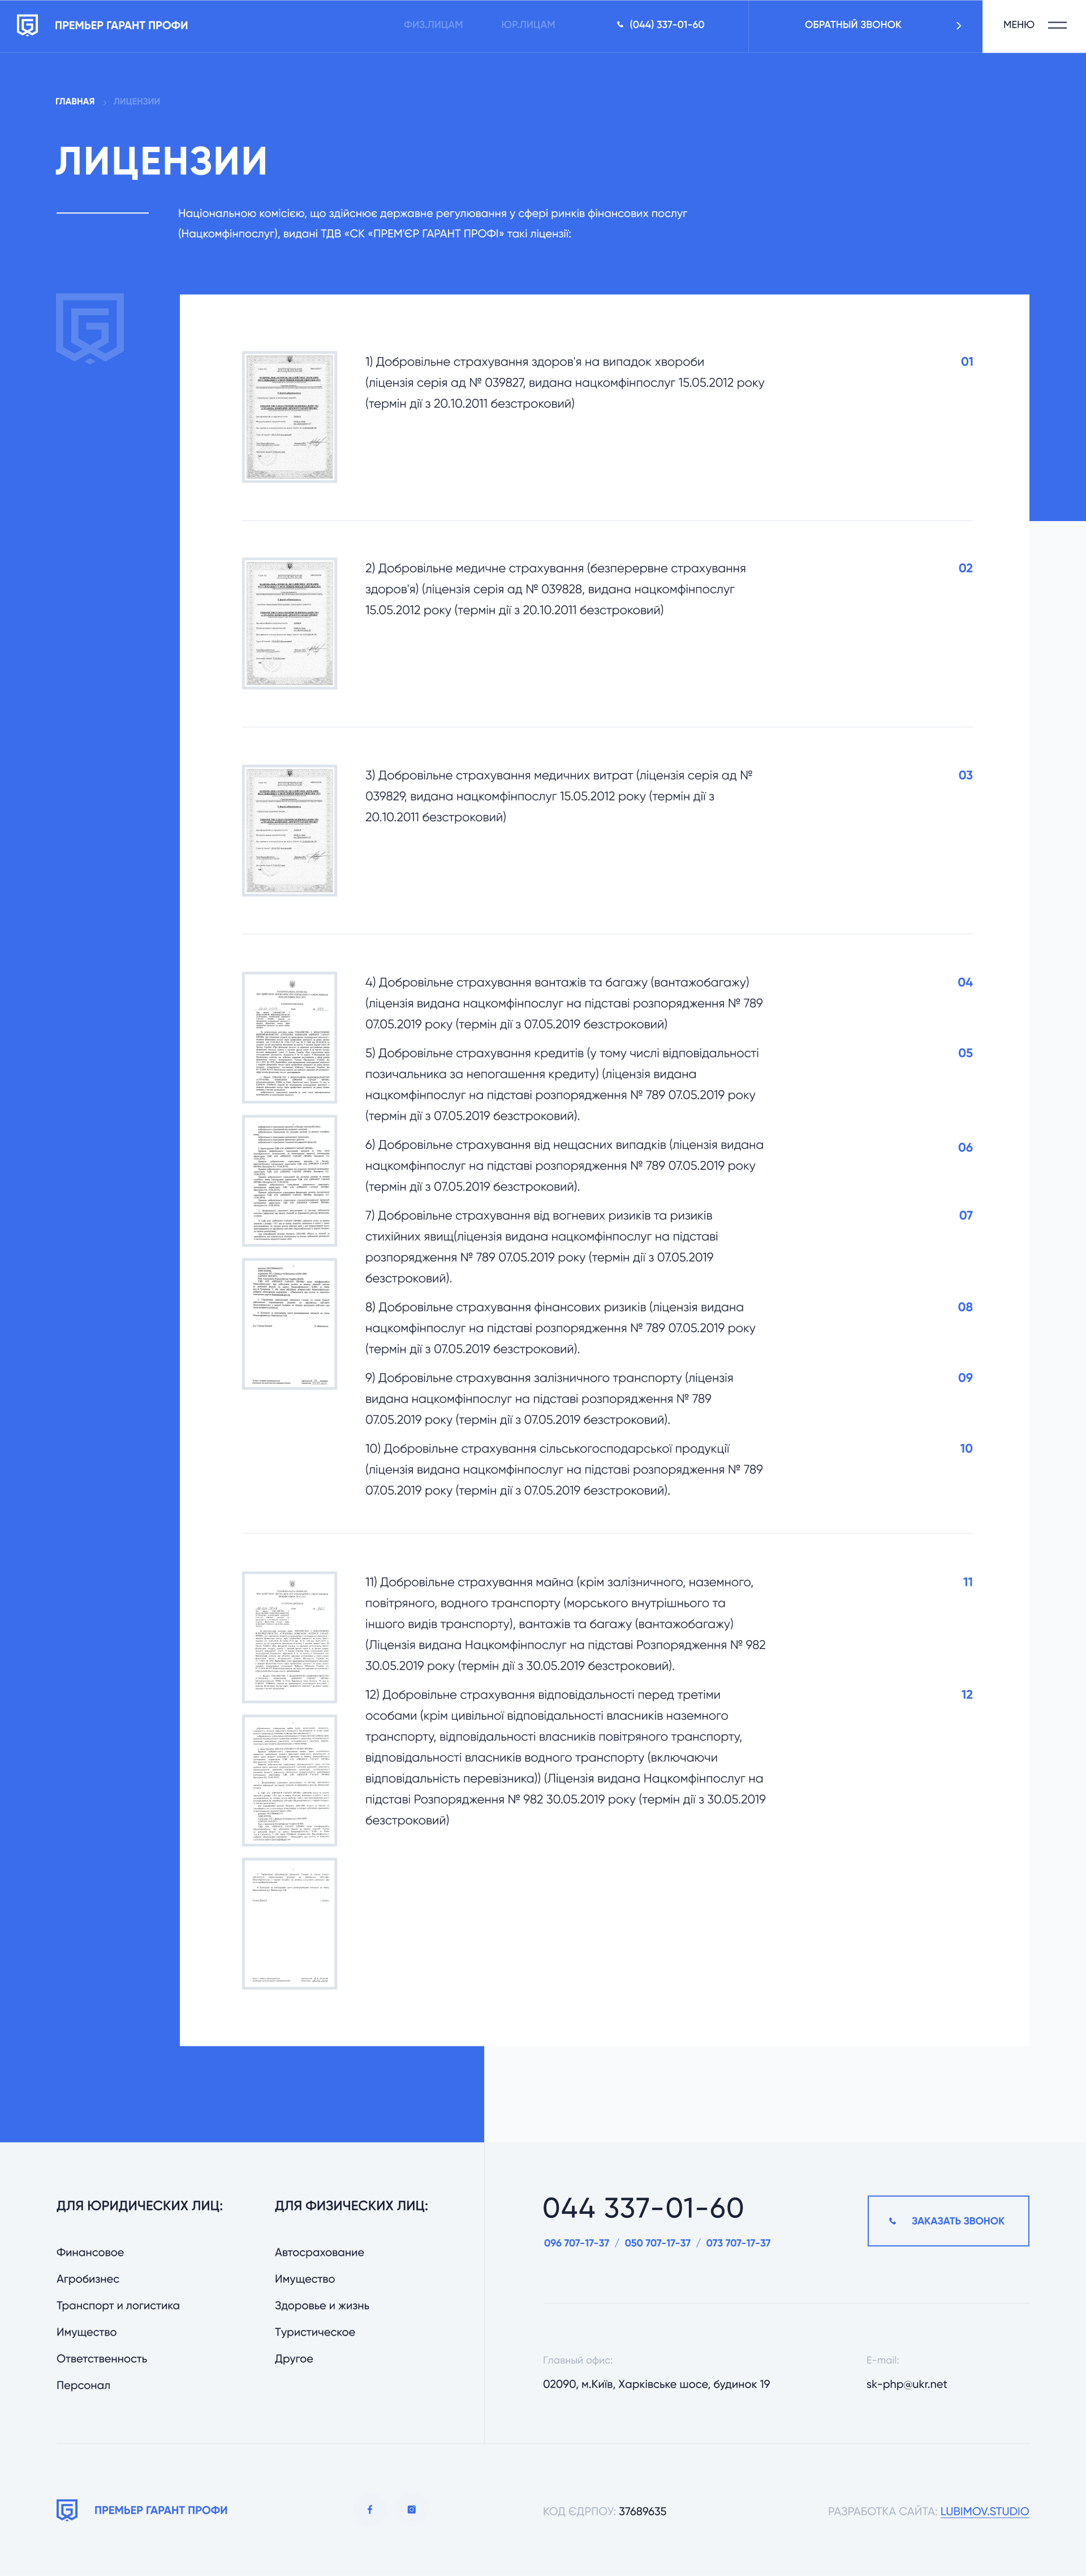 ПРЕМЬЕР ГАРАНТ ПРОФИ
ФИЗ.ЛИЦАМ
ЮР.ЛИЦАМ
(044) 337-01-60
ОБРАТНЫЙ ЗВОНОК
МЕНЮ
ГЛАВНАЯ
ЛИЦЕНЗИИ
ЛИЦЕНЗИИ
Національною комісією, що здійснює державне регулювання у сфері ринків фінансових послуг
(Нацкомфінпослуг), видані ТДВ «СК «ПРЕМ'ЄР ГАРАНТ ПРОФІ» такі ліцензії:
1) Добровільне страхування здоров'я на випадок хвороби
(ліцензія серія ад № 039827, видана нацкомфінпослуг 15.05.2012 року
(термін дії з 20.10.2011 безстроковий)
01
2) Добровільне медичне страхування (безперервне страхування
здоров'я) (ліцензія серія ад № 039828, видана нацкомфінпослуг
15.05.2012 року (термін дії з 20.10.2011 безстроковий)
02
3) Добровільне страхування медичних витрат (ліцензія серія ад №
039829, видана нацкомфінпослуг 15.05.2012 року (термін дії з
20.10.2011 безстроковий)
03
4) Добровільне страхування вантажів та багажу (вантажобагажу)
(ліцензія видана нацкомфінпослуг на підставі розпорядження № 789
07.05.2019 року (термін дії з 07.05.2019 безстроковий)
04
5) Добровільне страхування кредитів (у тому числі відповідальності
позичальника за непогашення кредиту) (ліцензія видана
нацкомфінпослуг на підставі розпорядження № 789 07.05.2019 року
(термін дії з 07.05.2019 безстроковий).
05
6) Добровільне страхування від нещасних випадків (ліцензія видана
нацкомфінпослуг на підставі розпорядження № 789 07.05.2019 року
(термін дії з 07.05.2019 безстроковий).
06
7) Добровільне страхування від вогневих ризиків та ризиків
стихійних явищ(ліцензія видана нацкомфінпослуг на підставі
розпорядження № 789 07.05.2019 року (термін дії з 07.05.2019
безстроковий).
07
8) Добровільне страхування фінансових ризиків (ліцензія видана
нацкомфінпослуг на підставі розпорядження № 789 07.05.2019 року
(термін дії з 07.05.2019 безстроковий).
08
9) Добровільне страхування залізничного транспорту (ліцензія
видана нацкомфінпослуг на підставі розпорядження № 789
07.05.2019 року (термін дії з 07.05.2019 безстроковий).
09
10) Добровільне страхування сільськогосподарської продукції
(ліцензія видана нацкомфінпослуг на підставі розпорядження № 789
07.05.2019 року (термін дії з 07.05.2019 безстроковий).
10
11) Добровільне страхування майна (крім залізничного, наземного,
повітряного, водного транспорту (морського внутрішнього та
іншого видів транспорту), вантажів та багажу (вантажобагажу)
(Ліцензія видана Нацкомфінпослуг на підставі Розпорядження № 982
30.05.2019 року (термін дії з 30.05.2019 безстроковий).
11
12) Добровільне страхування відповідальності перед третіми
особами (крім цивільної відповідальності власників наземного
транспорту, відповідальності власників повітряного транспорту,
відповідальності власників водного транспорту (включаючи
відповідальність перевізника)) (Ліцензія видана Нацкомфінпослуг на
підставі Розпорядження № 982 30.05.2019 року (термін дії з 30.05.2019
безстроковий)
12
ДЛЯ ЮРИДИЧЕСКИХ ЛИЦ:
Финансовое
Агробизнес
Транспорт и логистика
Имущество
Ответственность
Персонал
ДЛЯ ФИЗИЧЕСКИХ ЛИЦ:
Автосрахование
Имущество
Здоровье и жизнь
Туристическое
Другое
044 337-01-60
096 707-17-37 / 050 707-17-37 / 073 707-17-37
ЗАКАЗАТЬ ЗВОНОК
Главный офис:
02090, м.Київ, Харківське шосе, будинок 19
E-mail:
sk-php@ukr.net
ПРЕМЬЕР ГАРАНТ ПРОФИ
КОД ЄДРПОУ: 37689635
РАЗРАБОТКА САЙТА: LUBIMOV.STUDIO